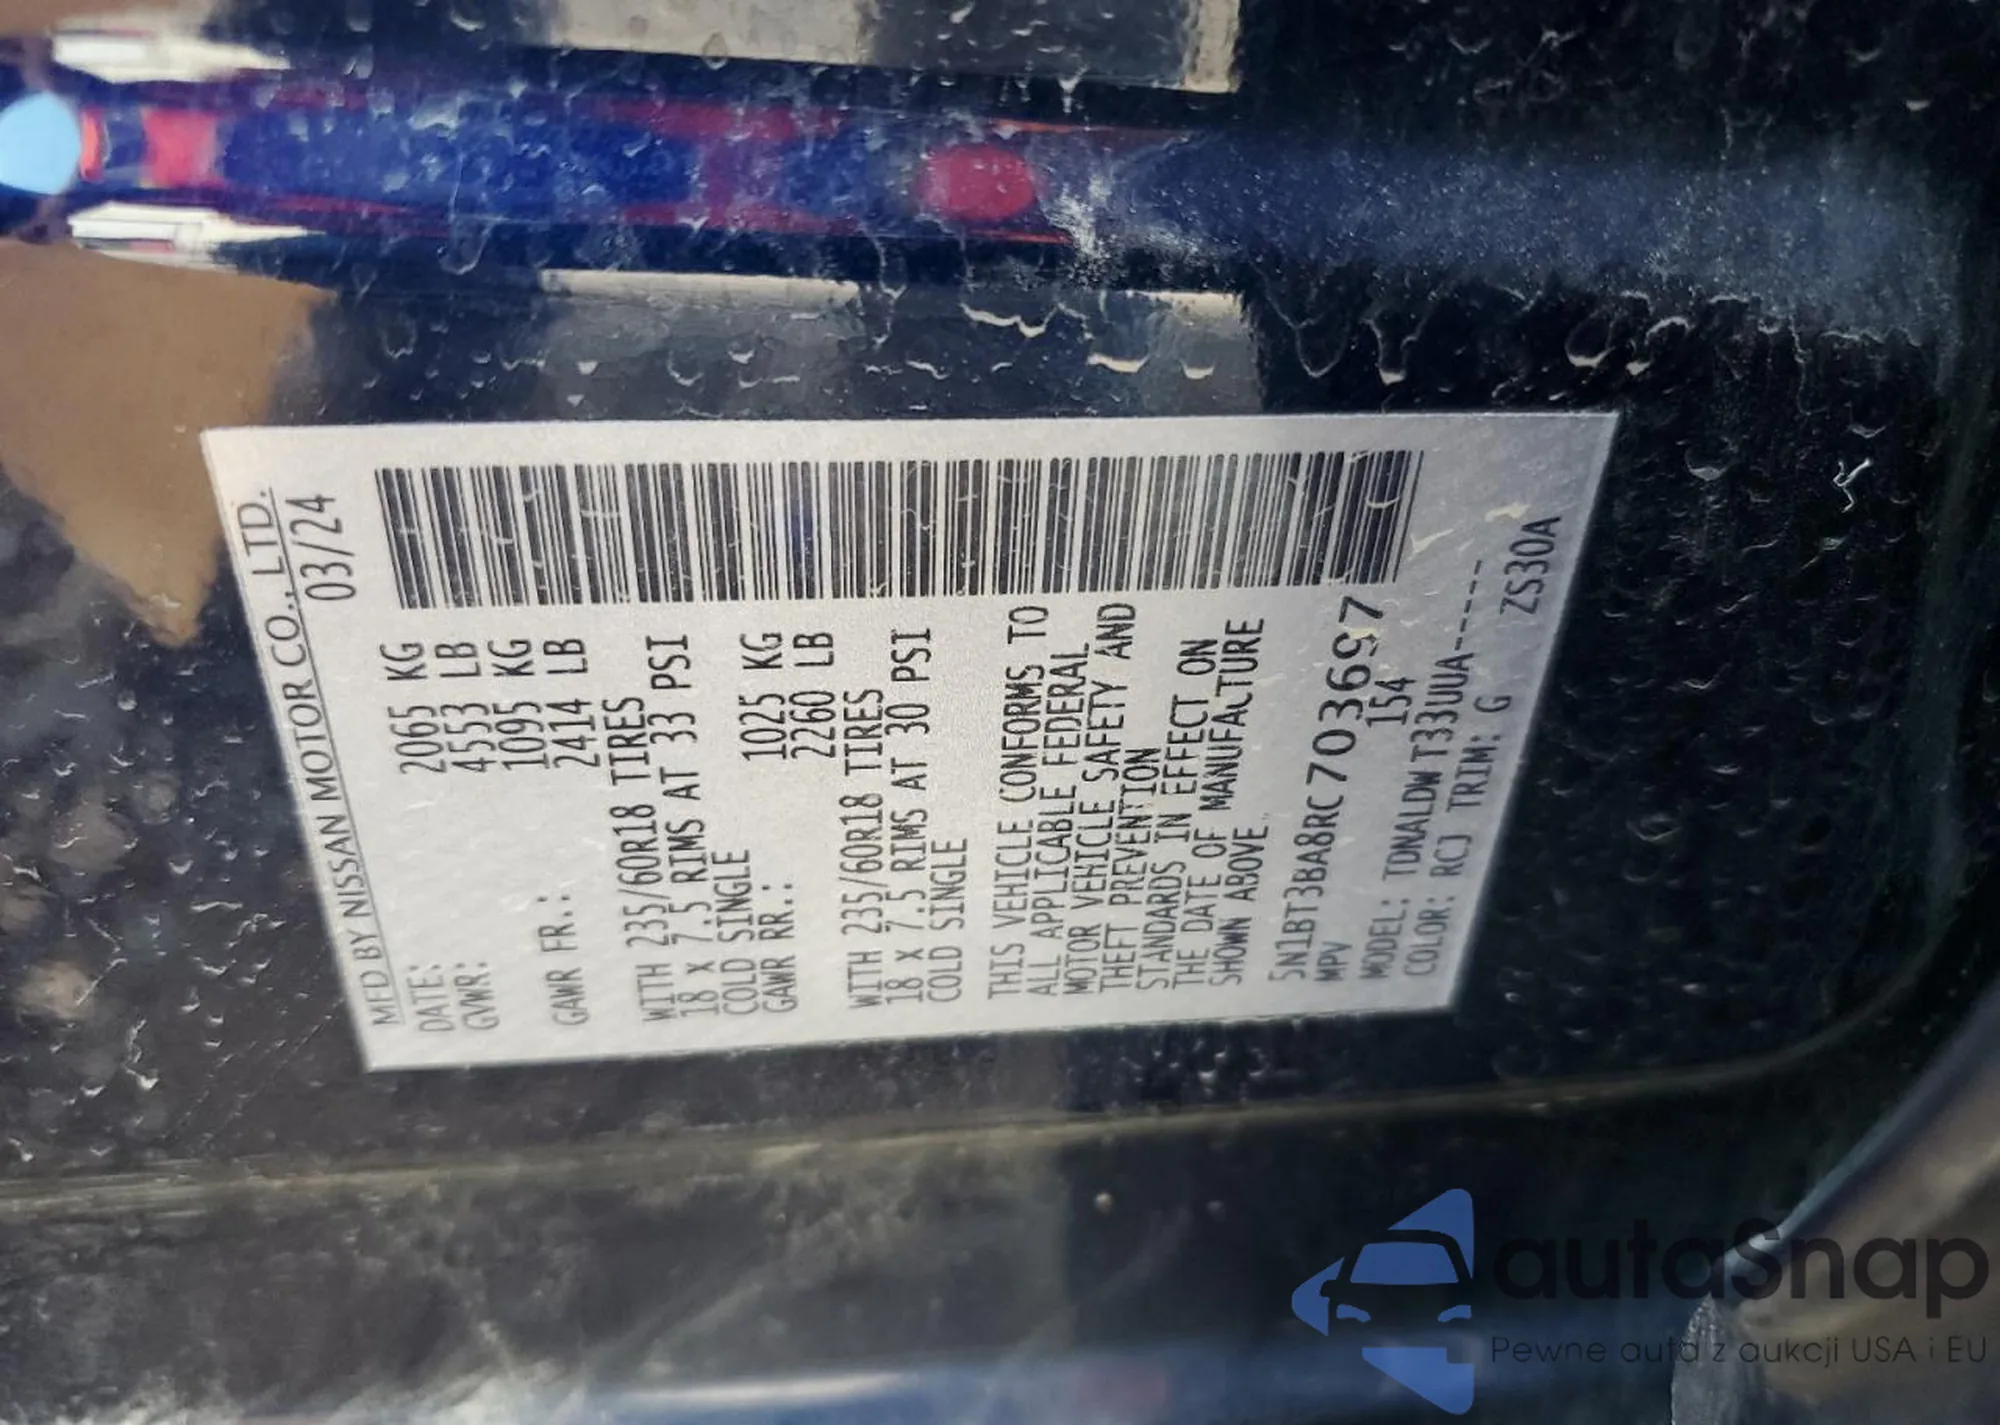 MFD BY NISSAN MOTOR CO., LTD.
DATE: 03/24
GVWR: 2065 KG
4553 LB
GAWR FR.: 1095 KG
2414 LB
WITH 235/60R18 TIRES
18 X 7.5 RIMS AT 33 PSI
COLD SINGLE
GAWR RR.: 1025 KG
2260 LB
WITH 235/60R18 TIRES
18 X 7.5 RIMS AT 30 PSI
COLD SINGLE
THIS VEHICLE CONFORMS TO
ALL APPLICABLE FEDERAL
MOTOR VEHICLE SAFETY AND
THEFT PREVENTION
STANDARDS IN EFFECT ON
THE DATE OF MANUFACTURE
SHOWN ABOVE.
5N1BT3BA8RC703697
MPV 154
MODEL: TDNALDWT33UUA-----
COLOR: RCJ TRIM: G ZS30A
autaSnap
Pewne auta z aukcji USA i EU